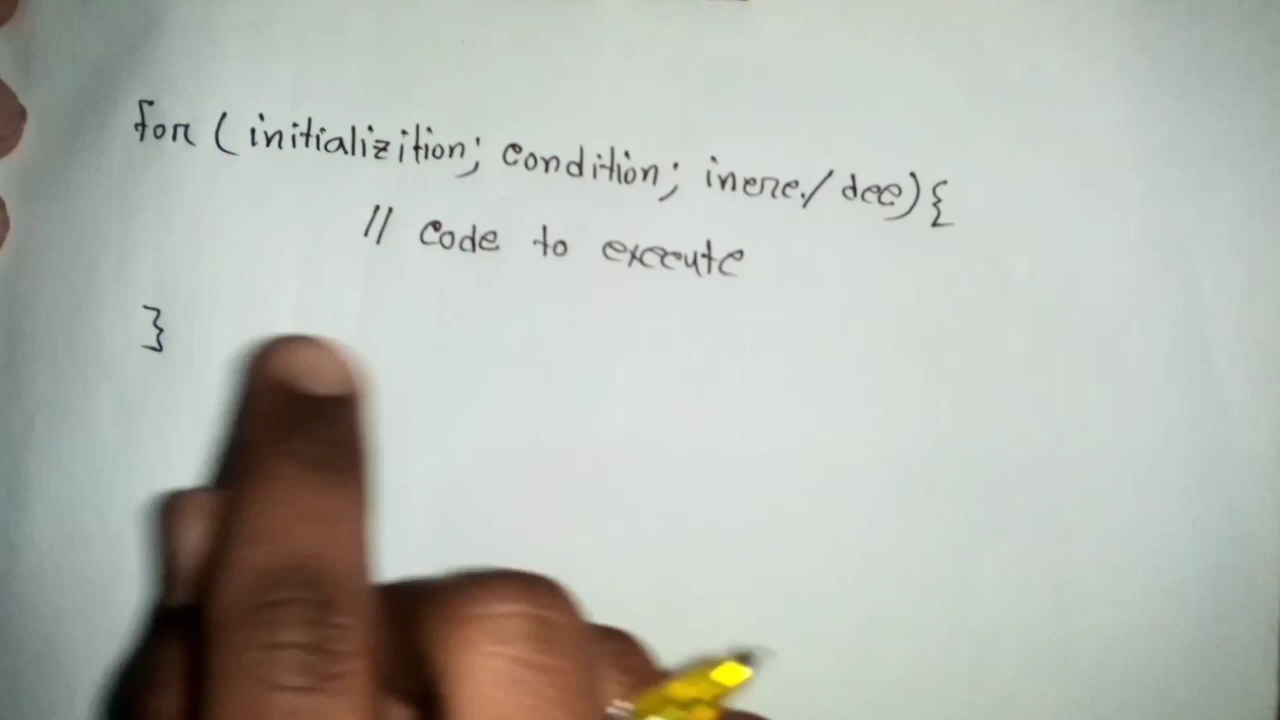 for (initializition; condition; incre./dec){
// code to execute
}